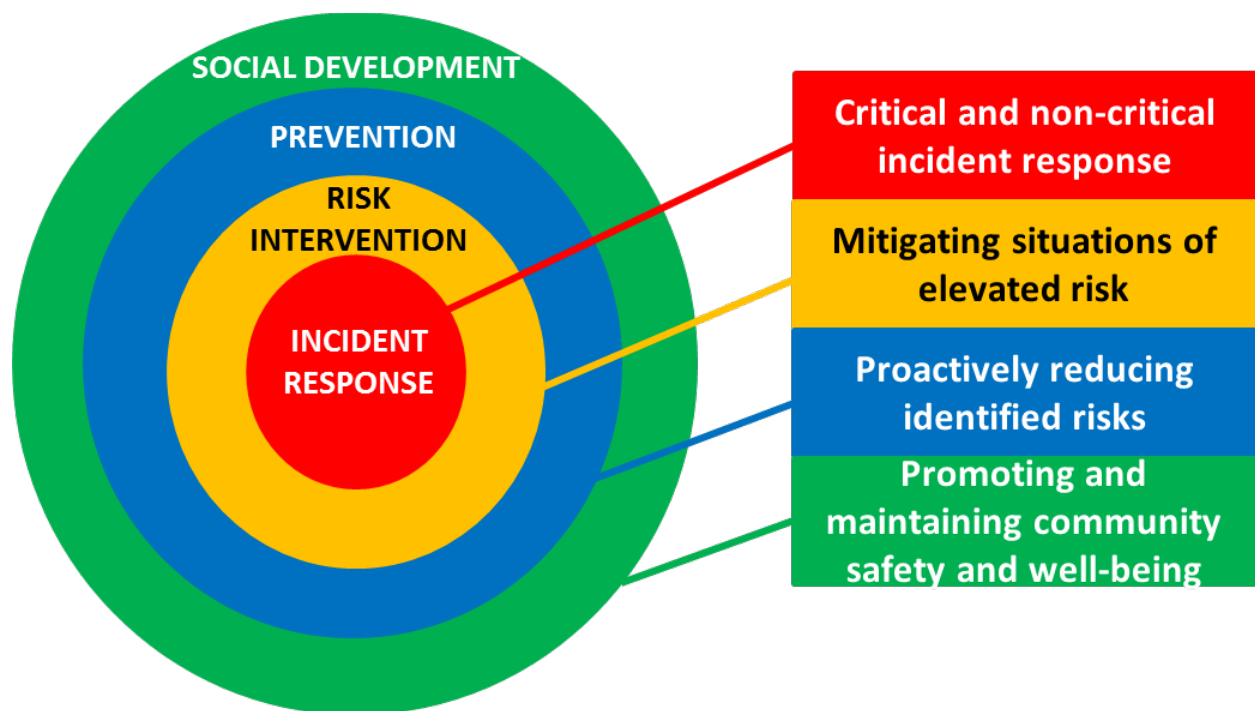 SOCIAL DEVELOPMENT
PREVENTION
RISK
INTERVENTION
INCIDENT
RESPONSE
Critical and non-critical
incident response
Mitigating situations of
elevated risk
Proactively reducing
identified risks
Promoting and
maintaining community
safety and well-being